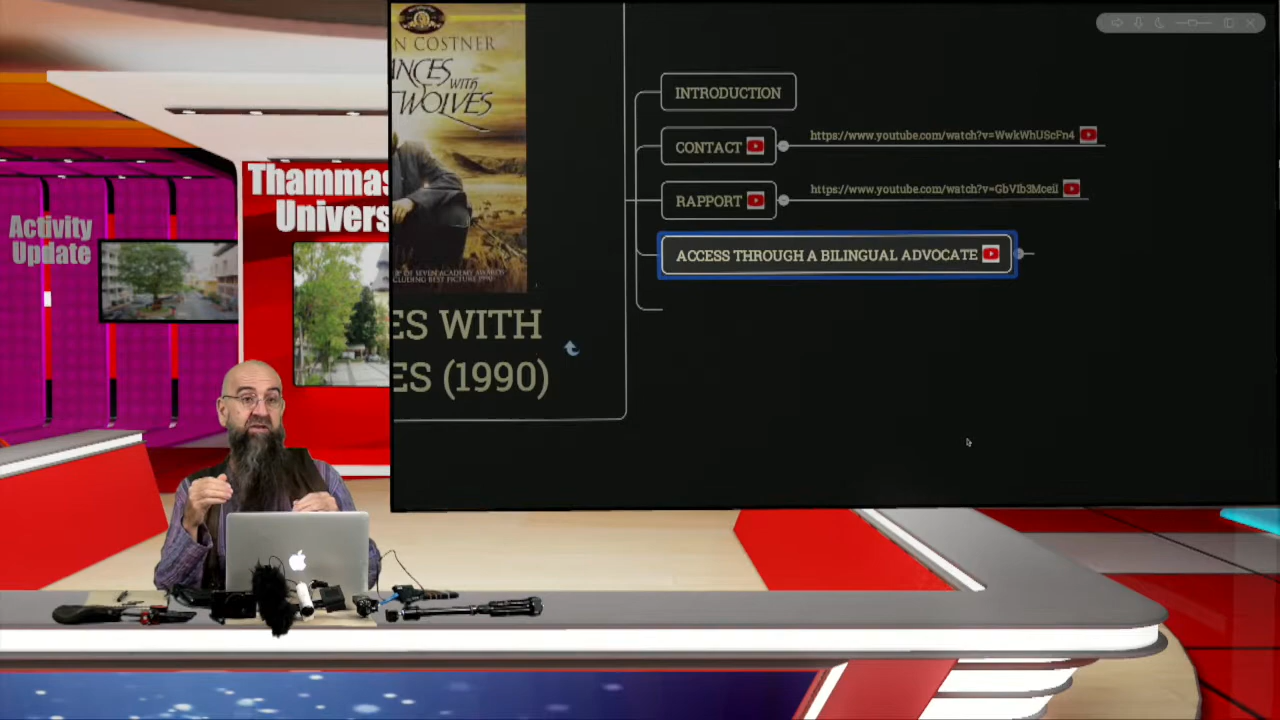 Activity
Update
Thammas
Univers
N COSTNER
ANCES WITH
WOLVES
ES WITH
ES (1990)
INTRODUCTION
CONTACT
https://www.youtube.com/watch?v=WwkWhUScFn4
RAPPORT
https://www.youtube.com/watch?v=GbVIb3Mceil
ACCESS THROUGH A BILINGUAL ADVOCATE